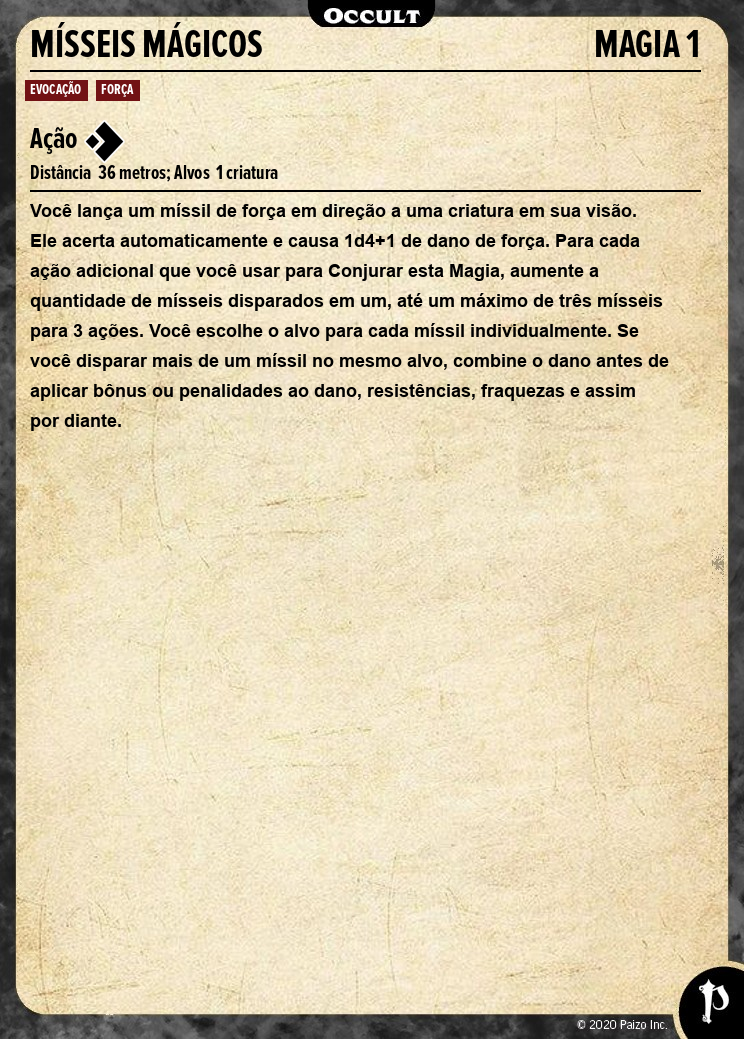 OCCULT
MÍSSEIS MÁGICOS MAGIA 1
EVOCAÇÃO FORÇA
Ação
Distância 36 metros; Alvos 1 criatura
Você lança um míssil de força em direção a uma criatura em sua visão.
Ele acerta automaticamente e causa 1d4+1 de dano de força. Para cada
ação adicional que você usar para Conjurar esta Magia, aumente a
quantidade de mísseis disparados em um, até um máximo de três mísseis
para 3 ações. Você escolhe o alvo para cada míssil individualmente. Se
você disparar mais de um míssil no mesmo alvo, combine o dano antes de
aplicar bônus ou penalidades ao dano, resistências, fraquezas e assim
por diante.
© 2020 Paizo Inc.
p